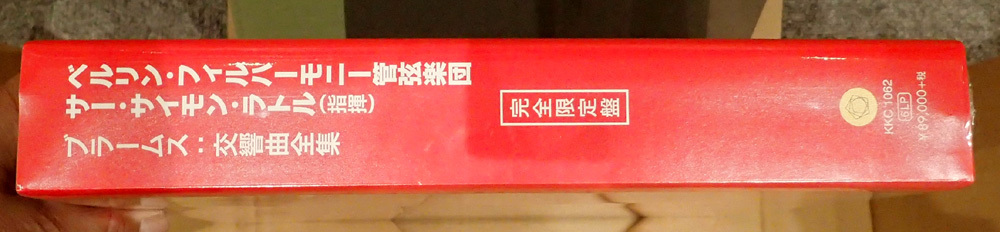 ベルリン・フィルハーモニー管弦楽団
サー・サイモン・ラトル(指揮)
ブラームス:交響曲全集
完全限定盤
KKC 1062
6LP
¥89,000+税